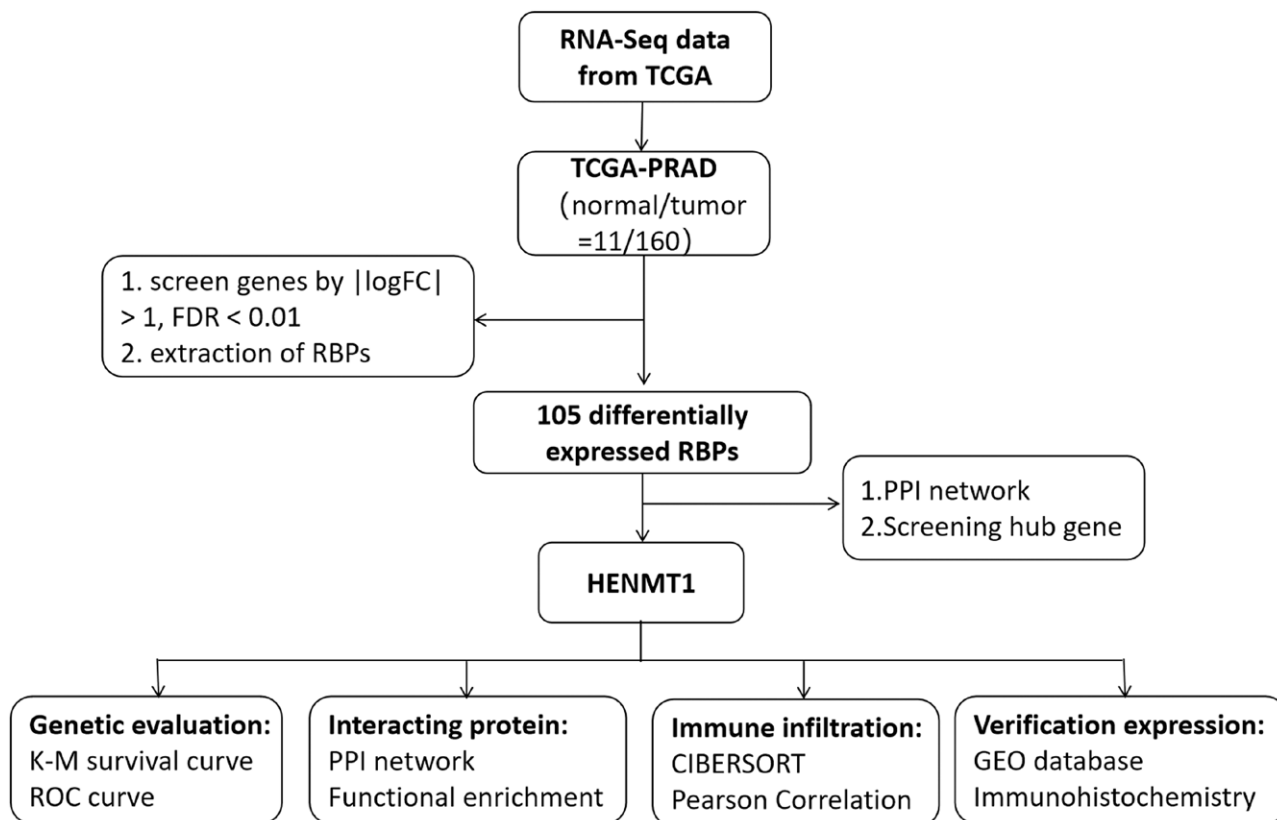 RNA-Seq data
from TCGA
TCGA-PRAD
（normal/tumor
=11/160）
1. screen genes by |logFC|
> 1, FDR < 0.01
2. extraction of RBPs
105 differentially
expressed RBPs
1.PPI network
2.Screening hub gene
HENMT1
Genetic evaluation:
K-M survival curve
ROC curve
Interacting protein:
PPI network
Functional enrichment
Immune infiltration:
CIBERSORT
Pearson Correlation
Verification expression:
GEO database
Immunohistochemistry